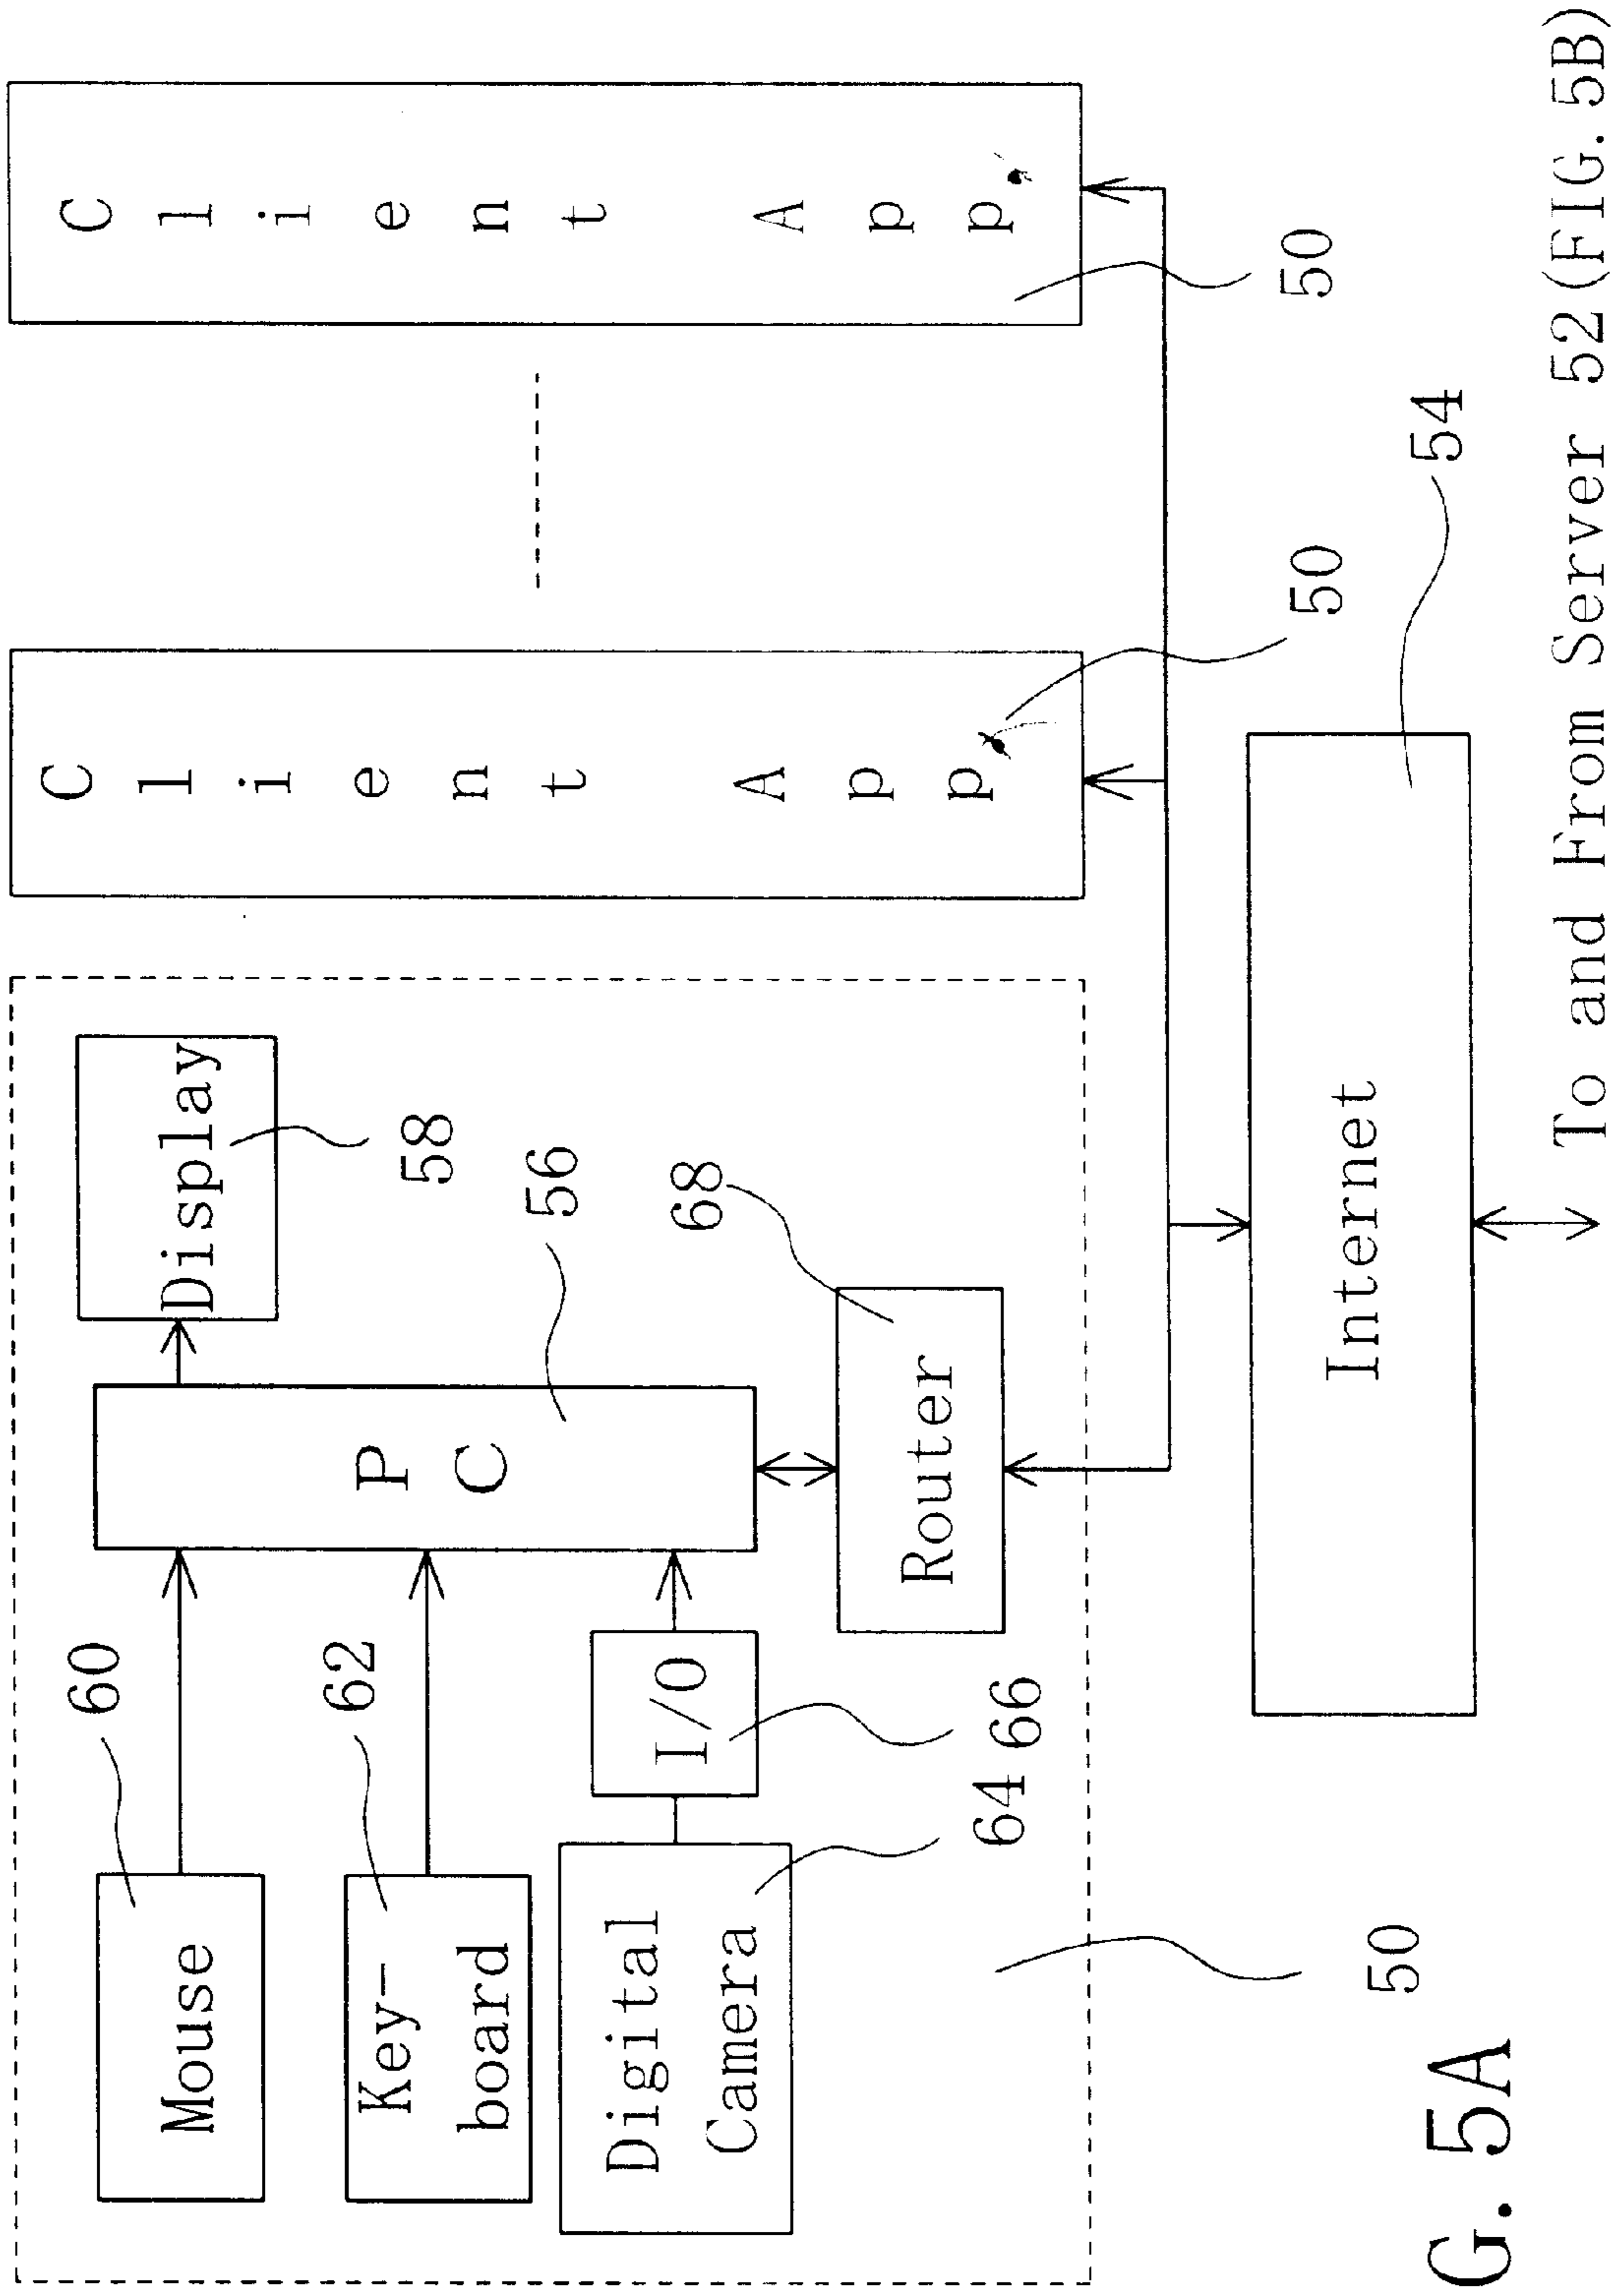 Mouse
60
Key-
board
62
Digital
Camera
64
I/O
66
P
C
56
Display
58
Router
68
50
Client App.
50
Client App.
50
Internet
54
To and From Server 52(FIG. 5B)
G. 5A